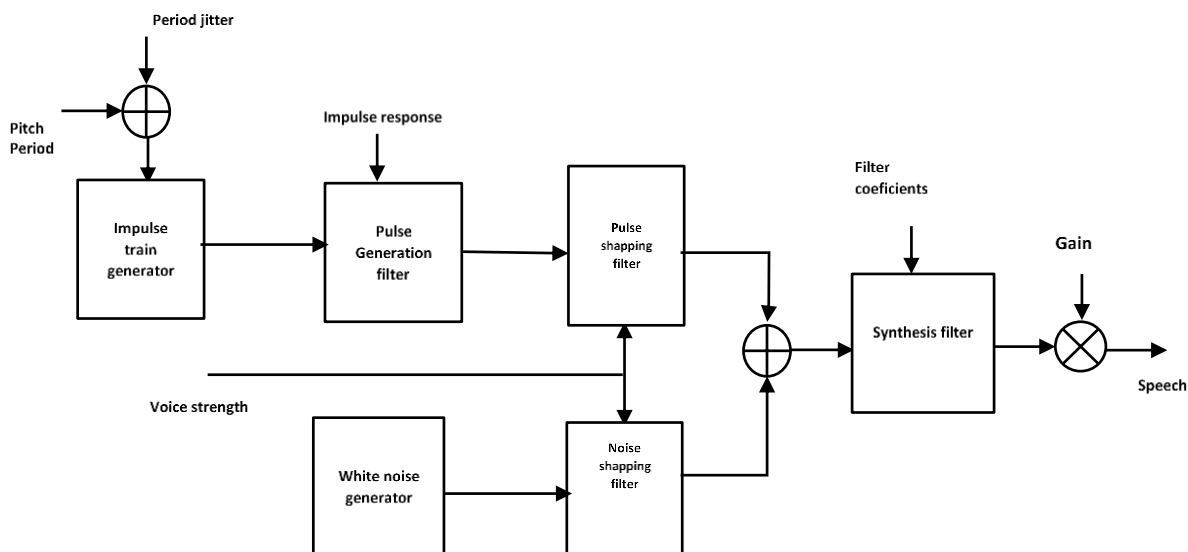 Period jitter
Pitch
Period
Impulse response
Filter
coeficients
Impulse
train
generator
Pulse
Generation
filter
Pulse
shapping
filter
Gain
Synthesis filter
Speech
Voice strength
White noise
generator
Noise
shapping
filter